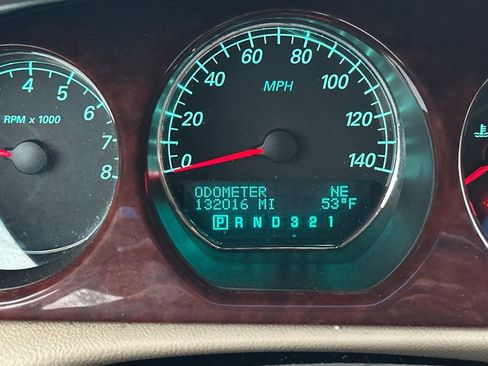 60 80
40 100
20 120
0 140
MPH
4 5 6 7 8
RPM x 1000
ODOMETER NE
132016 MI 53°F
P R N D 3 2 1